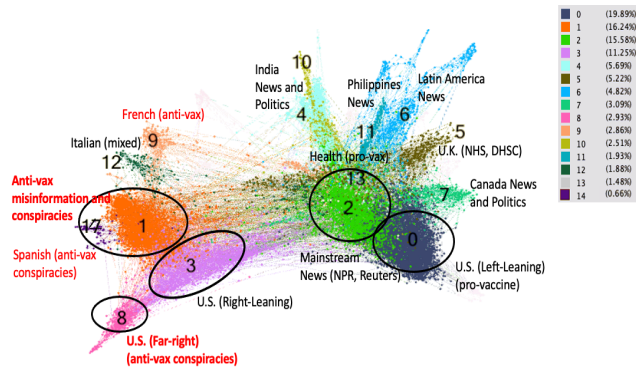 0 (19.89%)
1 (16.24%)
2 (15.58%)
3 (11.25%)
4 (5.69%)
5 (5.22%)
6 (4.82%)
7 (3.09%)
8 (2.93%)
9 (2.86%)
10 (2.51%)
11 (1.93%)
12 (1.88%)
13 (1.48%)
14 (0.66%)
10
India
News and
Politics
4
Philippines
News
11
Latin America
News
6
5
U.K. (NHS, DHSC)
French (anti-vax)
9
Italian (mixed)
12
Health (pro-vax)
13
2
7
Canada News
and Politics
Anti-vax
misinformation and
conspiracies
1
Spanish (anti-vax
conspiracies)
3
U.S. (Right-Leaning)
Mainstream
News (NPR, Reuters)
0
U.S. (Left-Leaning)
(pro-vaccine)
8
U.S. (Far-right)
(anti-vax conspiracies)